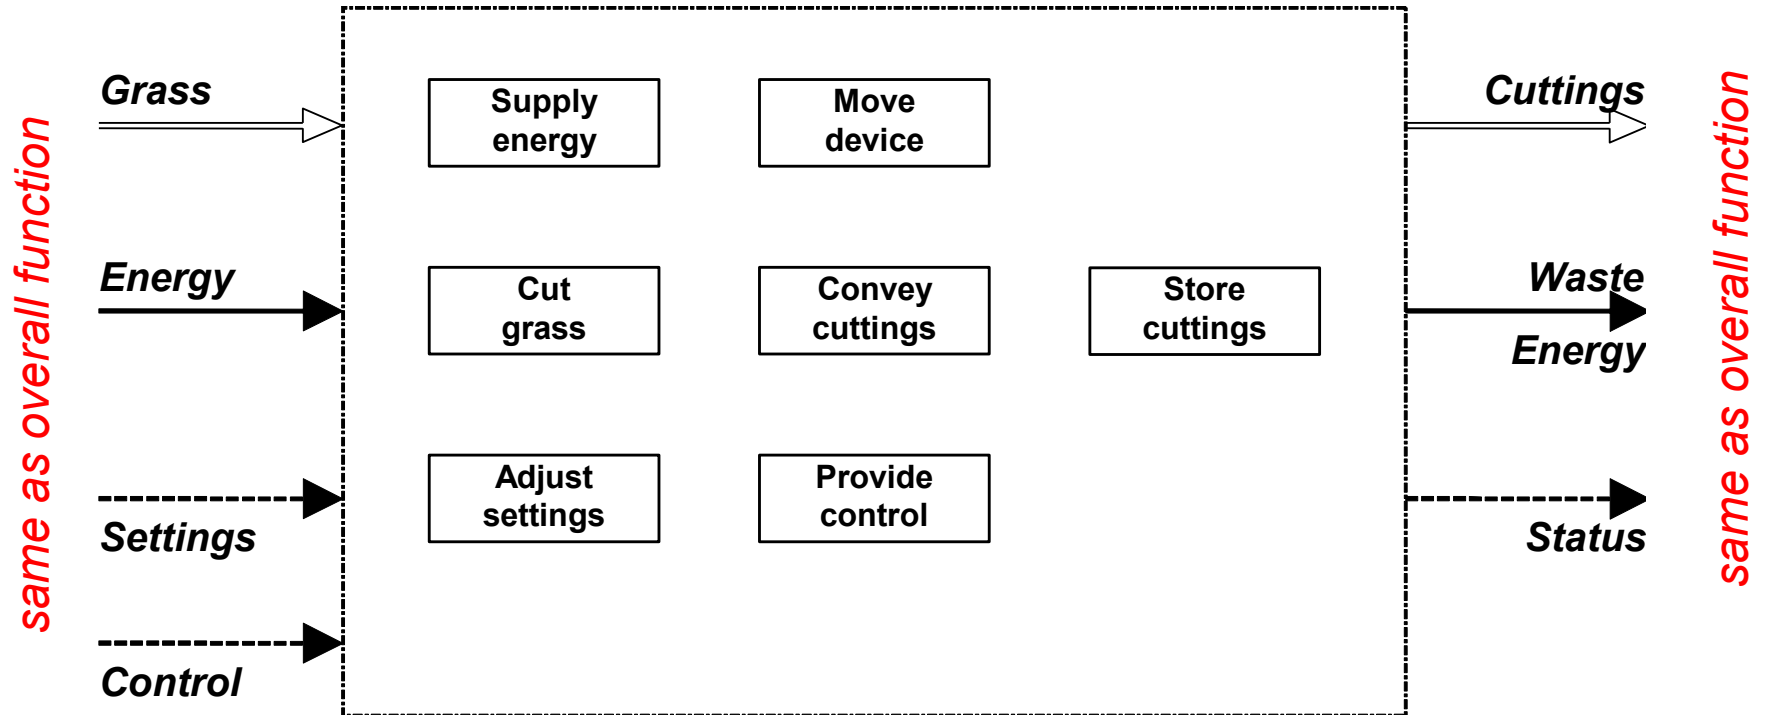 same as overall function
Grass
Energy
Settings
Control
Supply
energy
Move
device
Cut
grass
Convey
cuttings
Store
cuttings
Adjust
settings
Provide
control
Cuttings
Waste
Energy
Status
same as overall function